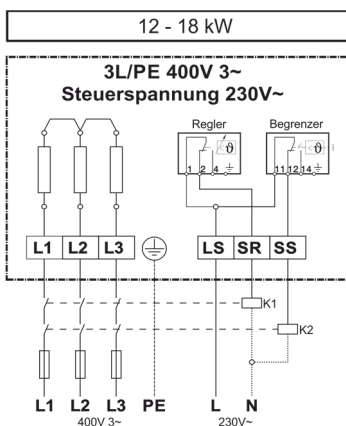 12 - 18 kW
3L/PE 400V 3~
Steuerspannung 230V~
Regler Begrenzer
ϑ ϑ
1 2 4 11 12 14
L1 L2 L3 LS SR SS
K1
K2
L1 L2 L3 PE L N
400V 3~ 230V~